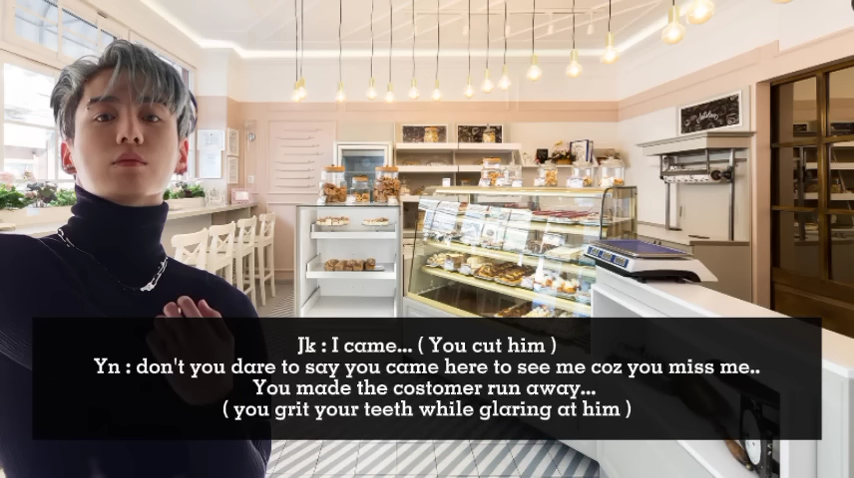 Jk : I came... ( You cut him )
Yn : don't you dare to say you came here to see me coz you miss me..
You made the costomer run away...
( you grit your teeth while glaring at him )